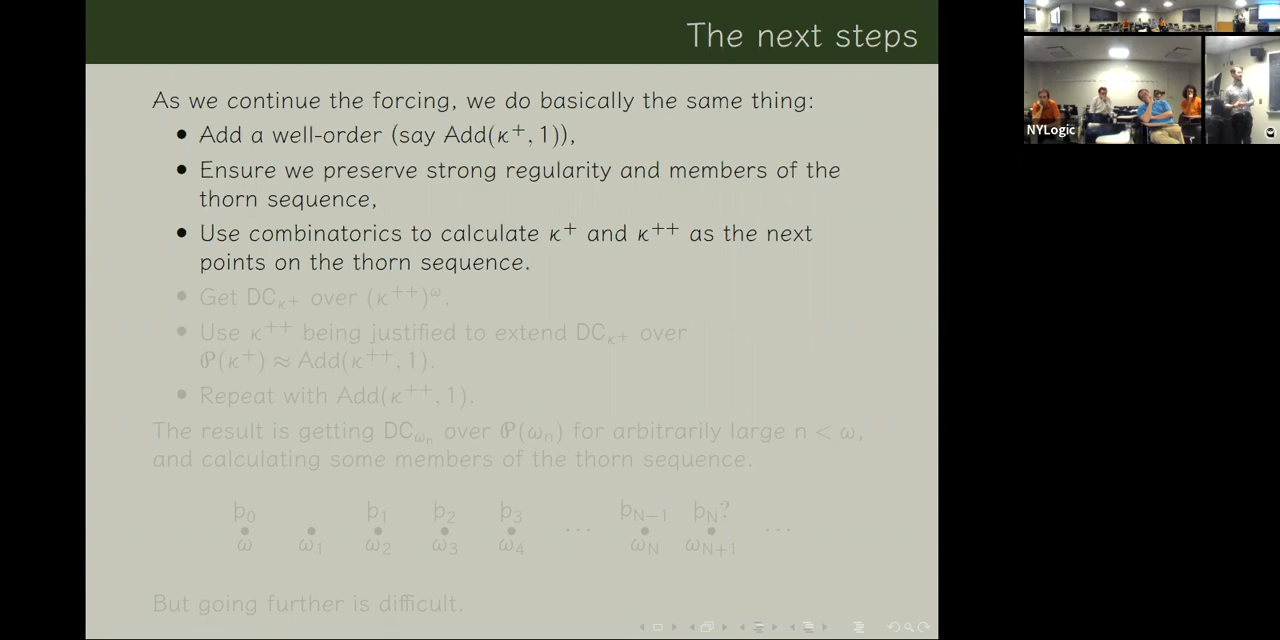 The next steps
As we continue the forcing, we do basically the same thing:
• Add a well-order (say Add(κ⁺, 1)),
• Ensure we preserve strong regularity and members of the
thorn sequence,
• Use combinatorics to calculate κ⁺ and κ⁺⁺ as the next
points on the thorn sequence.
• Get DC_κ⁺ over (κ⁺⁺)^ω.
• Use κ⁺⁺ being justified to extend DC_κ⁺ over
𝒫(κ⁺) ≈ Add(κ⁺⁺, 1).
• Repeat with Add(κ⁺⁺, 1).
The result is getting DC_ω_n over 𝒫(ω_n) for arbitrarily large n < ω,
and calculating some members of the thorn sequence.
þ₀ þ₁ þ₂ þ₃ ⋯ þ_N−1 þ_N? ⋯
ω ω₁ ω₂ ω₃ ω₄ ω_N ω_N+1
But going further is difficult.
NYLogic